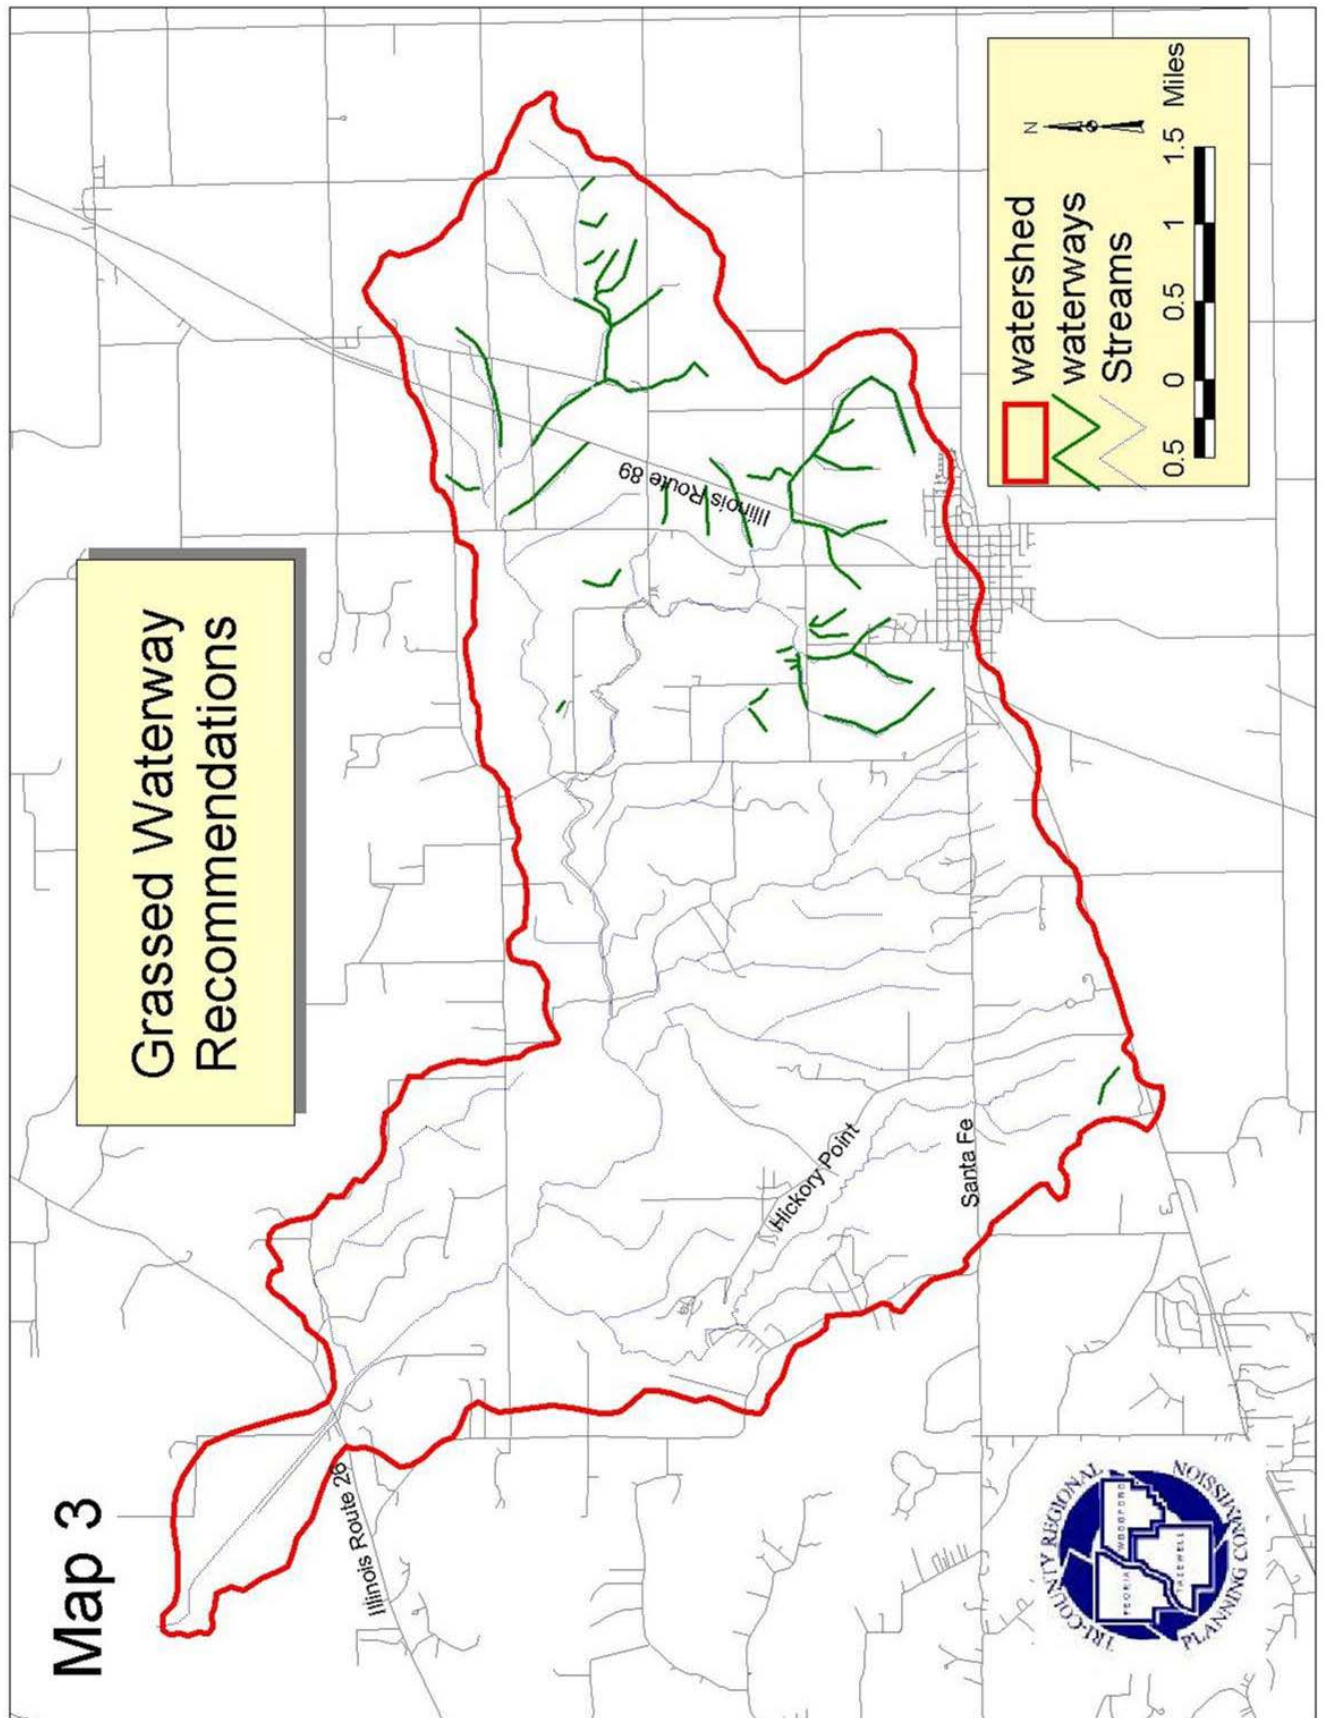 Map 3
Grassed Waterway
Recommendations
Illinois Route 26
Illinois Route 89
Hickory Point
Santa Fe
N
watershed
waterways
Streams
0.5 0 0.5 1 1.5 Miles
TRI-COUNTY REGIONAL
PLANNING COMMISSION
PEORIA
WOODFORD
TAZEWELL